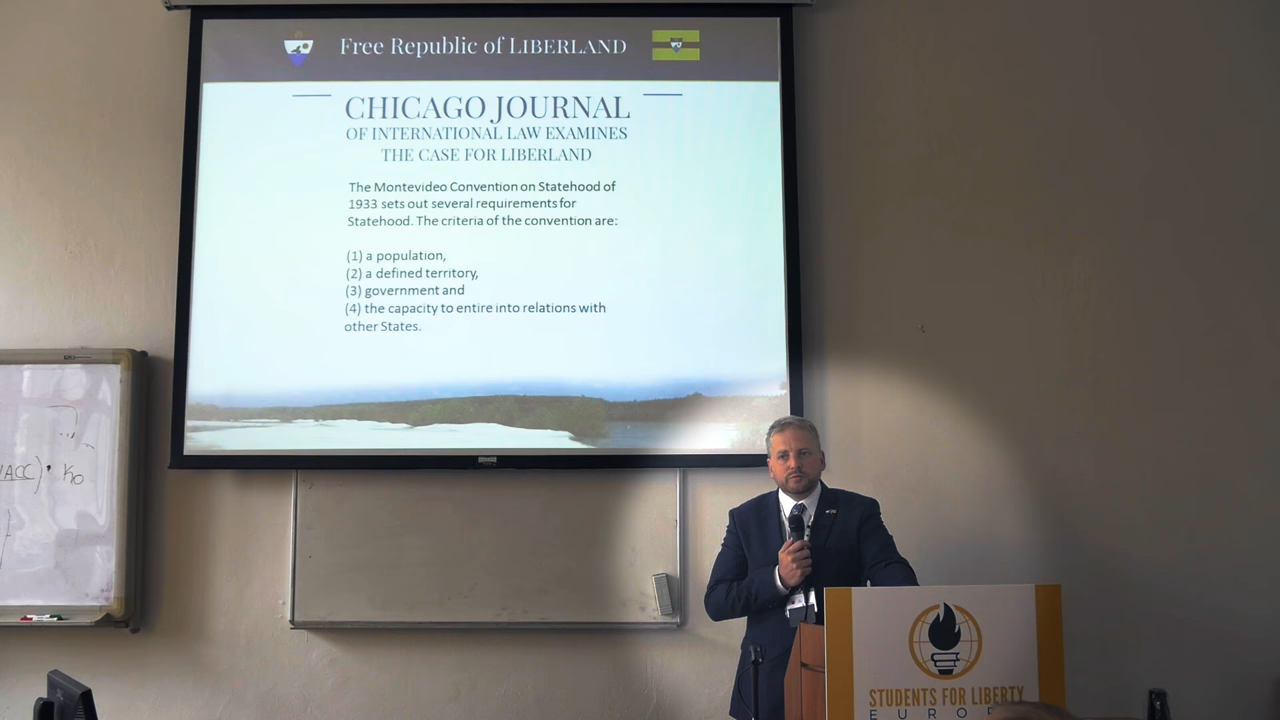 Free Republic of LIBERLAND
CHICAGO JOURNAL
OF INTERNATIONAL LAW EXAMINES
THE CASE FOR LIBERLAND
The Montevideo Convention on Statehood of
1933 sets out several requirements for
Statehood. The criteria of the convention are:
(1) a population,
(2) a defined territory,
(3) government and
(4) the capacity to entire into relations with
other States.
STUDENTS FOR LIBERTY